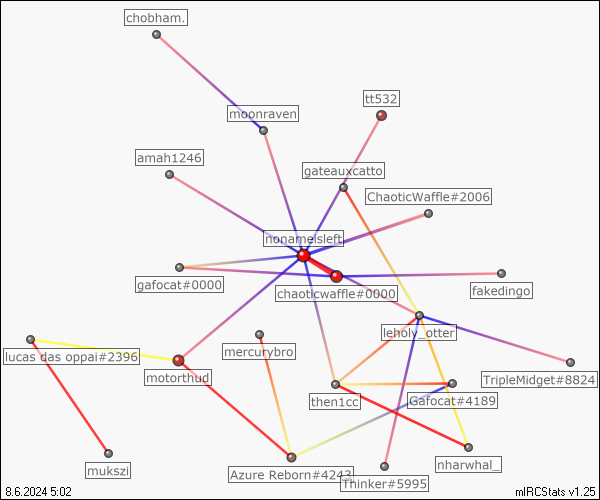 chobham.
tt532
moonraven
amah1246
gateauxcatto
ChaoticWaffle#2006
nonameisleft
gafocat#0000
chaoticwaffle#0000
fakedingo
leholy_otter
lucas das oppai#2396
mercurybro
motorthud
TripleMidget#8824
then1cc
Gafocat#4189
mukszi
Azure Reborn#4243
nharwhal_
Thinker#5995
8.6.2024 5:02
mIRCStats v1.25